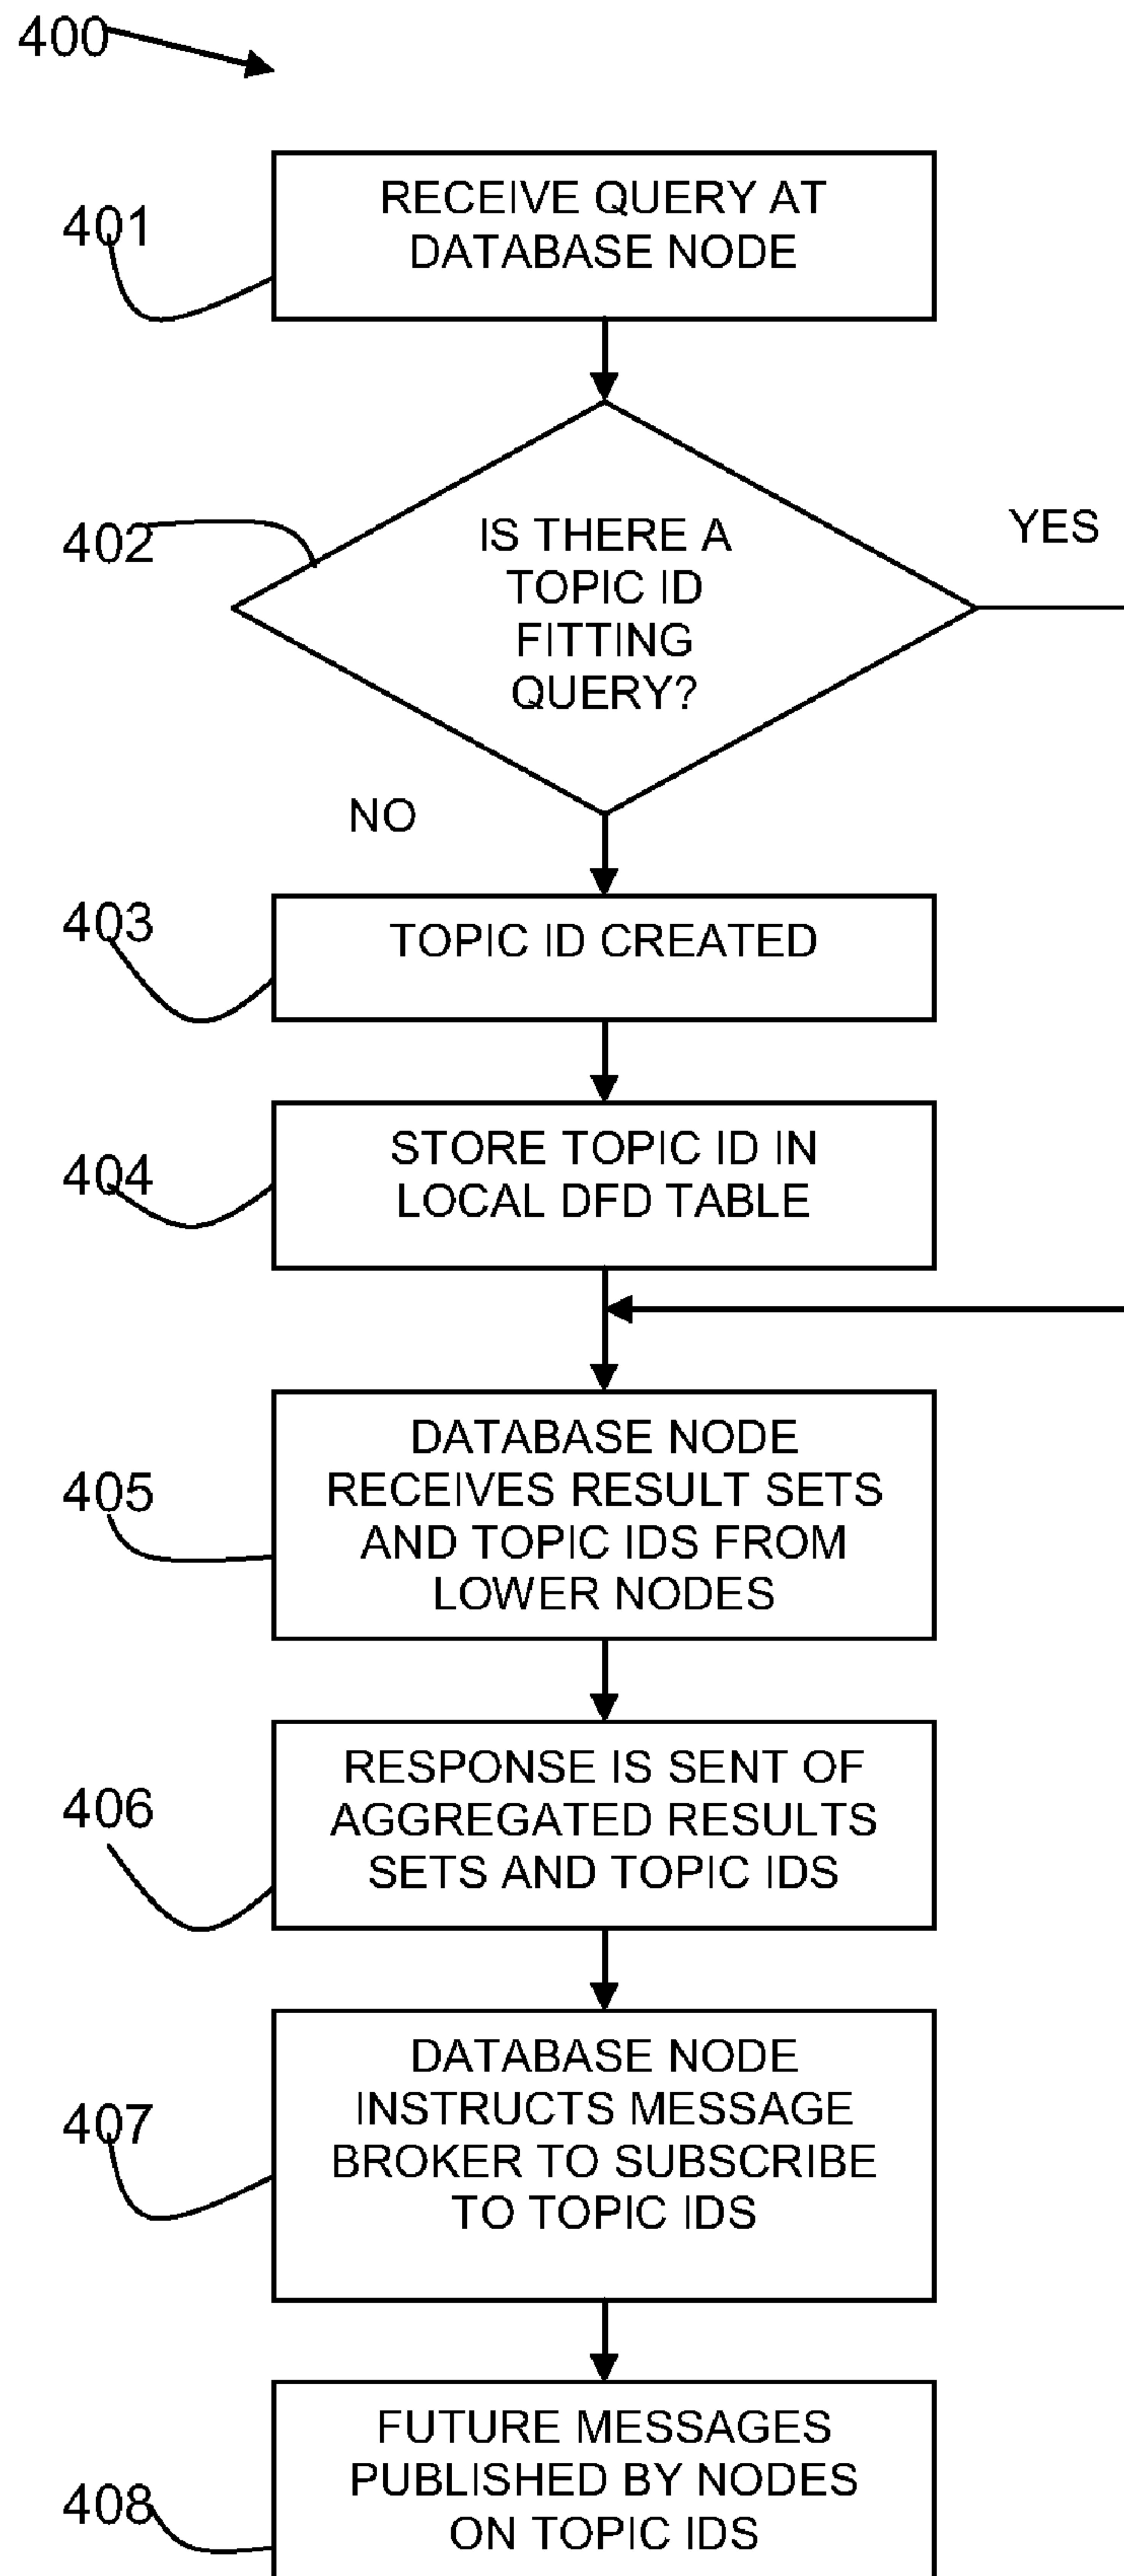 400
401
RECEIVE QUERY AT
DATABASE NODE
402
IS THERE A
TOPIC ID
FITTING
QUERY?
YES
NO
403
TOPIC ID CREATED
404
STORE TOPIC ID IN
LOCAL DFD TABLE
405
DATABASE NODE
RECEIVES RESULT SETS
AND TOPIC IDS FROM
LOWER NODES
406
RESPONSE IS SENT OF
AGGREGATED RESULTS
SETS AND TOPIC IDS
407
DATABASE NODE
INSTRUCTS MESSAGE
BROKER TO SUBSCRIBE
TO TOPIC IDS
408
FUTURE MESSAGES
PUBLISHED BY NODES
ON TOPIC IDS